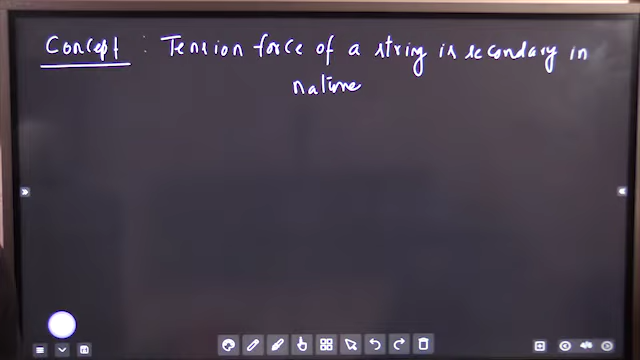 Concept : Tension force of a string is secondary in
nature